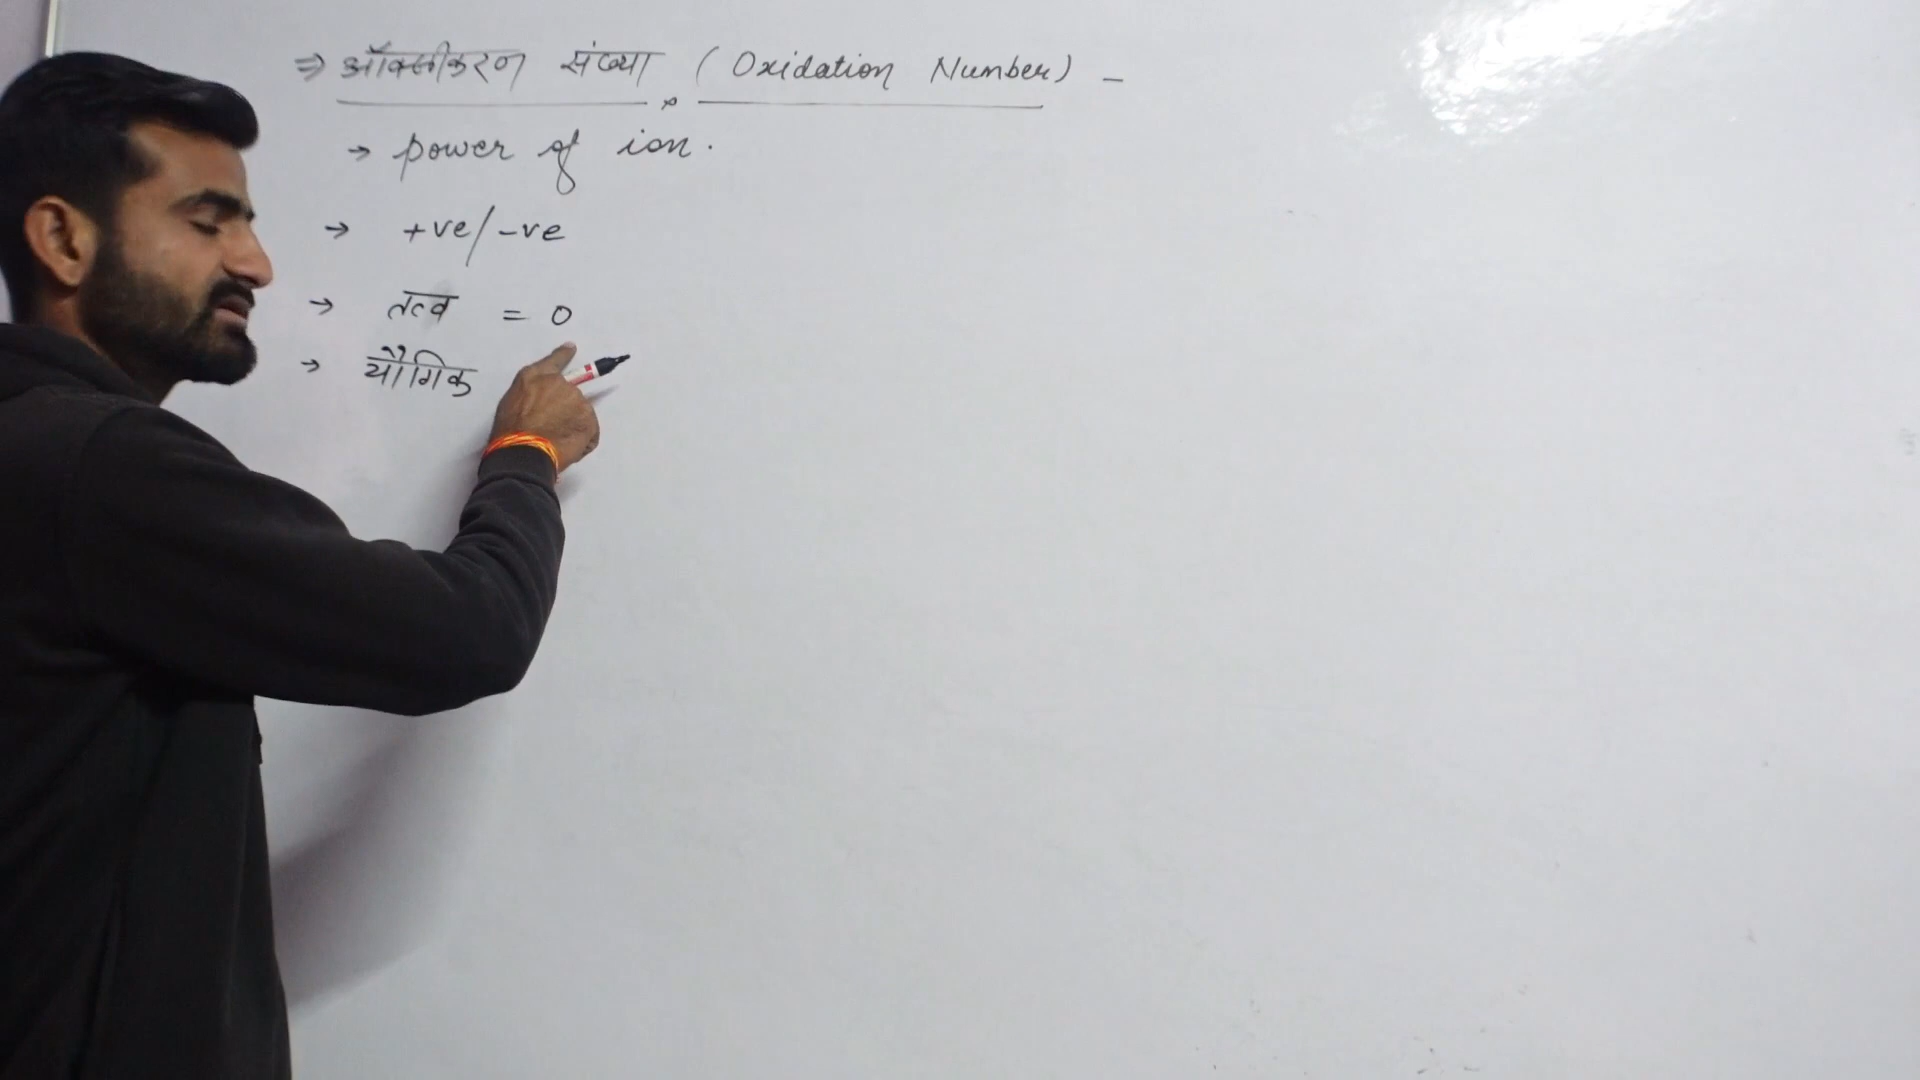 ⇒ ऑक्सीकरण संख्या ( Oxidation Number ) -
→ power of ion.
→ +ve/-ve
→ तत्व = 0
→ यौगिक